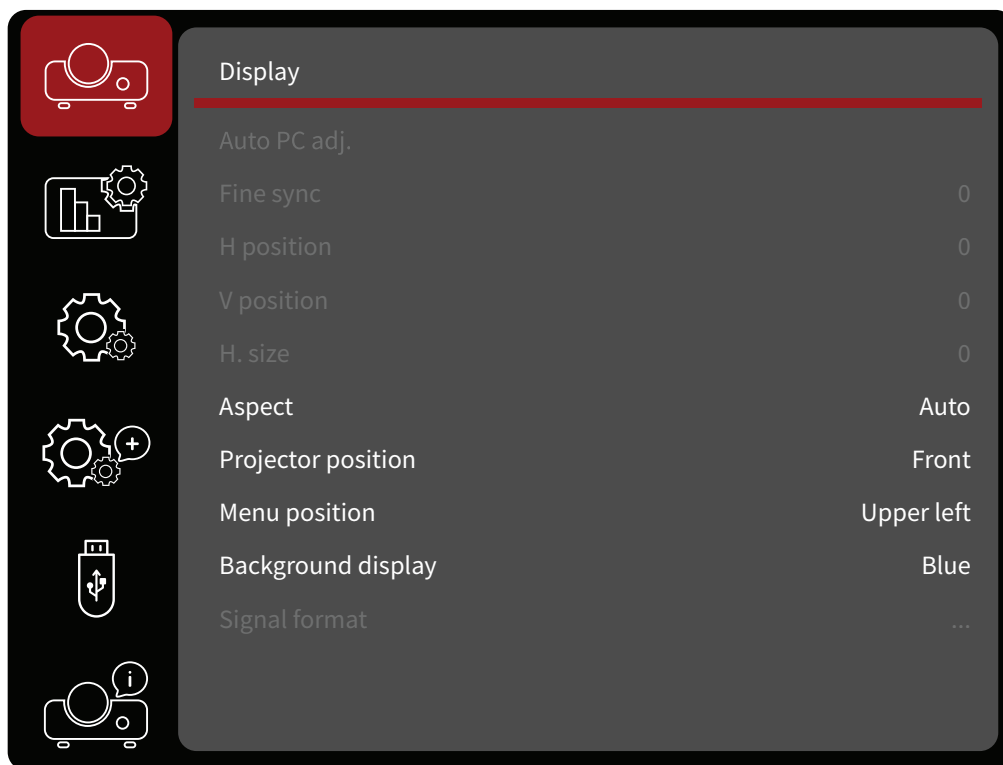 Display
Auto PC adj.
Fine sync 0
H position 0
V position 0
H. size 0
Aspect Auto
Projector position Front
Menu position Upper left
Background display Blue
Signal format ...
i